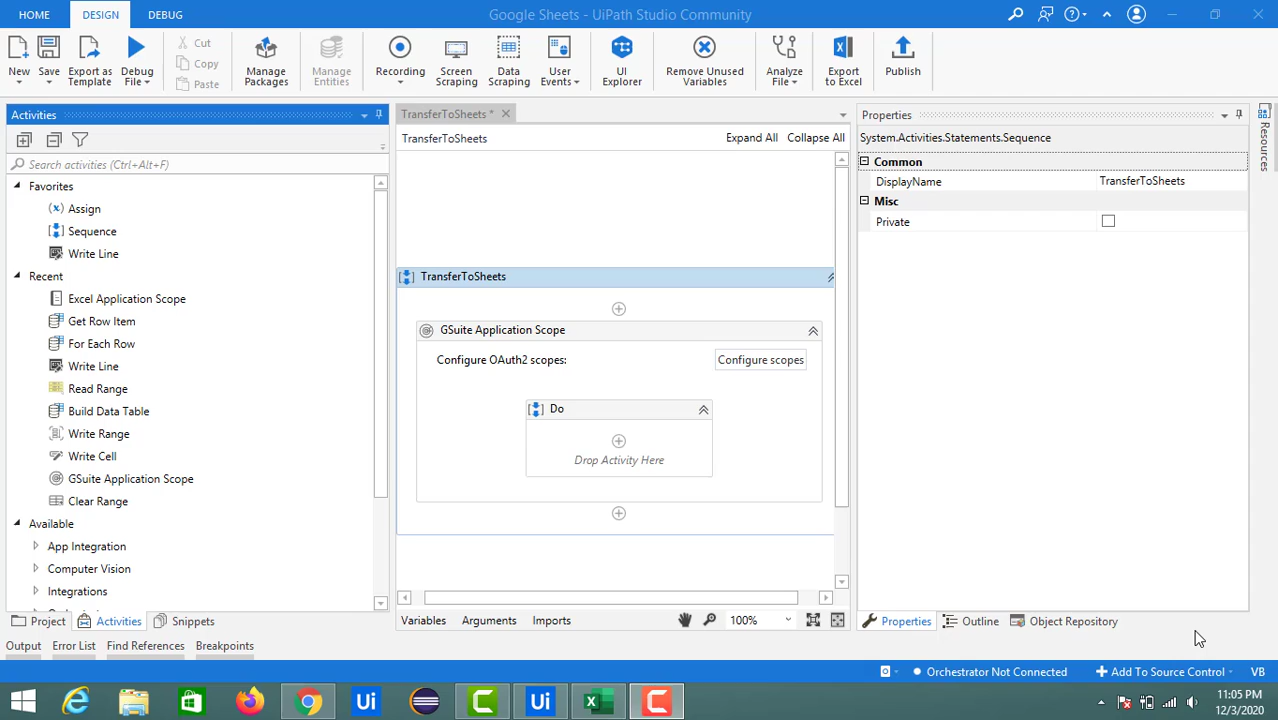 HOME
DESIGN
DEBUG
Google Sheets - UiPath Studio Community
New
Save
Export as
Template
Debug
File
Cut
Copy
Paste
Manage
Packages
Manage
Entities
Recording
Screen
Scraping
Data
Scraping
User
Events
UI
Explorer
Remove Unused
Variables
Analyze
File
Export
to Excel
Publish
Activities
Search activities (Ctrl+Alt+F)
Favorites
Assign
Sequence
Write Line
Recent
Excel Application Scope
Get Row Item
For Each Row
Write Line
Read Range
Build Data Table
Write Range
Write Cell
GSuite Application Scope
Clear Range
Available
App Integration
Computer Vision
Integrations
Project
Activities
Snippets
TransferToSheets *
TransferToSheets
Expand All
Collapse All
TransferToSheets
GSuite Application Scope
Configure OAuth2 scopes:
Configure scopes
Do
Drop Activity Here
Variables
Arguments
Imports
100%
Properties
System.Activities.Statements.Sequence
Common
DisplayName
TransferToSheets
Misc
Private
Resources
Properties
Outline
Object Repository
Output
Error List
Find References
Breakpoints
Orchestrator Not Connected
Add To Source Control
VB
Ui
Ui
11:05 PM
12/3/2020